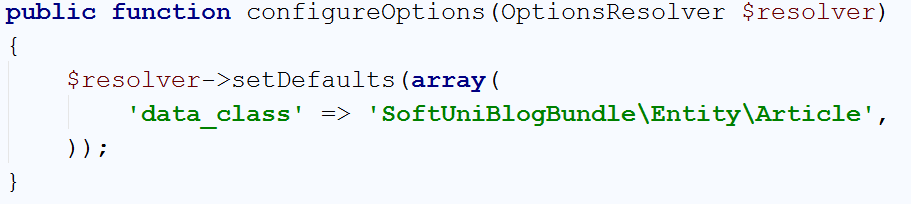 public function configureOptions(OptionsResolver $resolver)
{
    $resolver->setDefaults(array(
        'data_class' => 'SoftUniBlogBundle\Entity\Article',
    ));
}